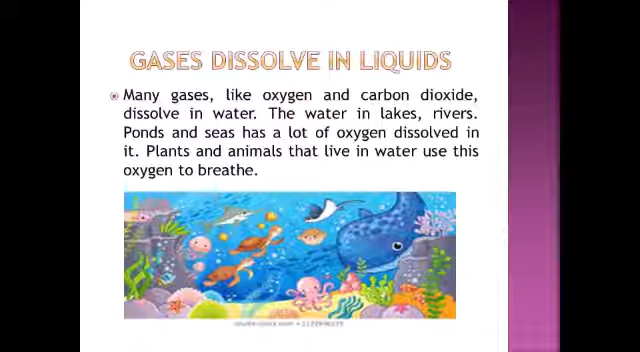 GASES DISSOLVE IN LIQUIDS
Many gases, like oxygen and carbon dioxide,
dissolve in water. The water in lakes, rivers.
Ponds and seas has a lot of oxygen dissolved in
it. Plants and animals that live in water use this
oxygen to breathe.